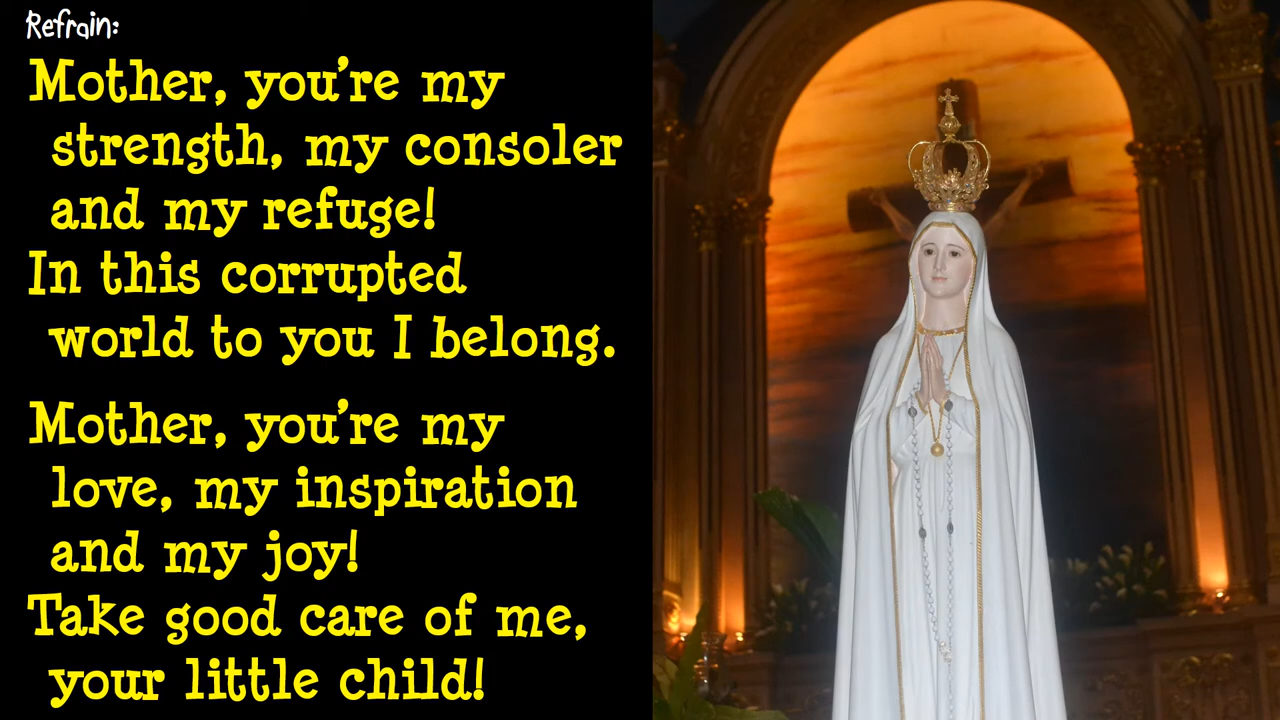 Refrain:
Mother, you're my
strength, my consoler
and my refuge!
In this corrupted
world to you I belong.
Mother, you're my
love, my inspiration
and my joy!
Take good care of me,
your little child!